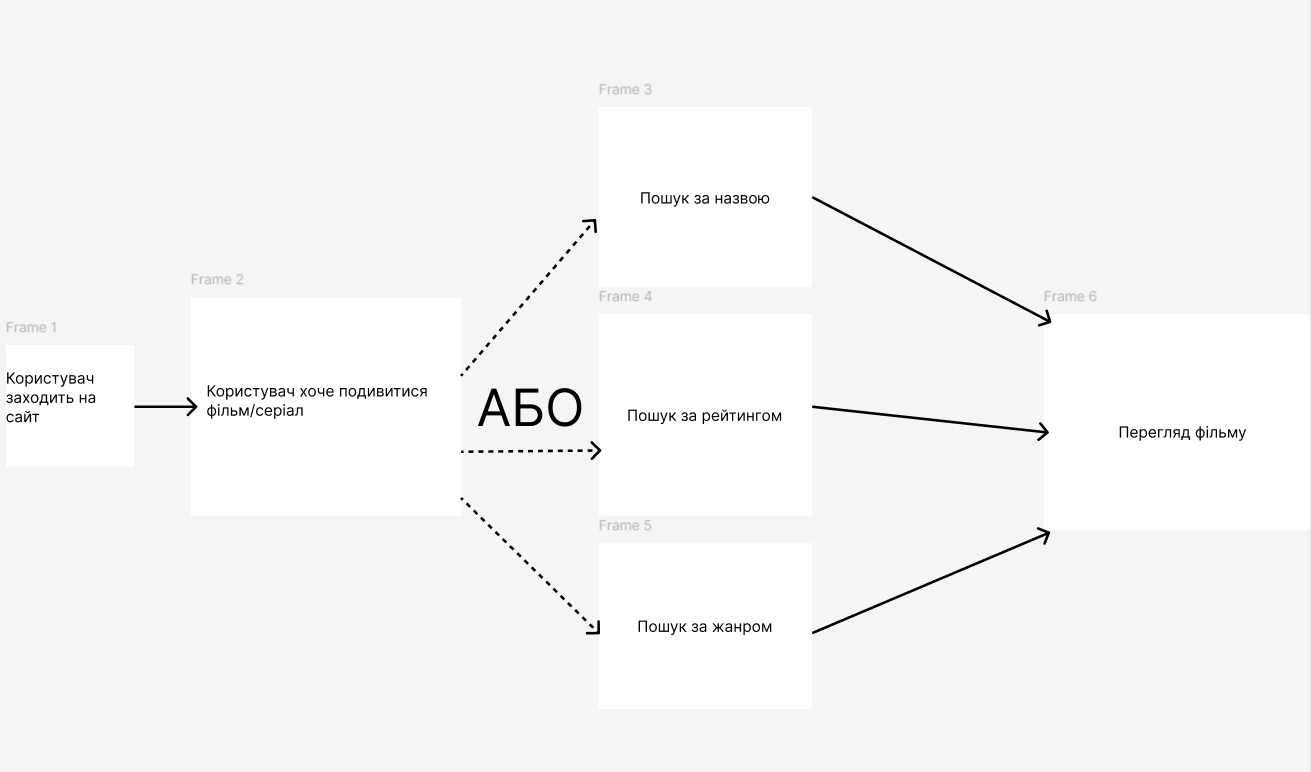 Frame 1
Користувач
заходить на
сайт
Frame 2
Користувач хоче подивитися
фільм/серіал
АБО
Frame 3
Пошук за назвою
Frame 4
Пошук за рейтингом
Frame 5
Пошук за жанром
Frame 6
Перегляд фільму